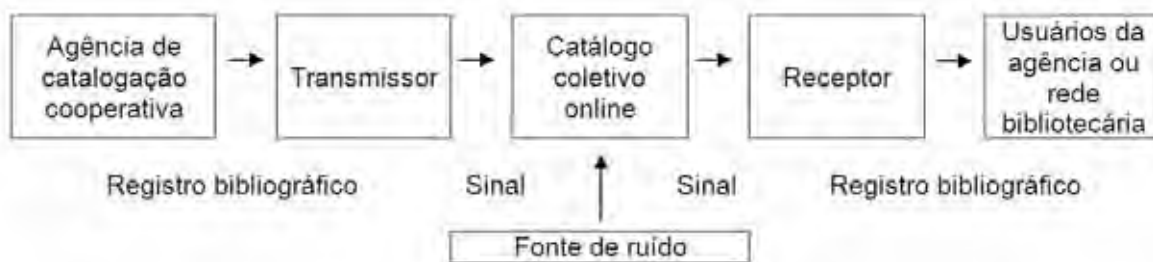 Agência de
catalogação
cooperativa
Transmissor
Catálogo
coletivo
online
Receptor
Usuários da
agência ou
rede
bibliotecária
Registro bibliográfico
Sinal
Sinal
Registro bibliográfico
Fonte de ruído